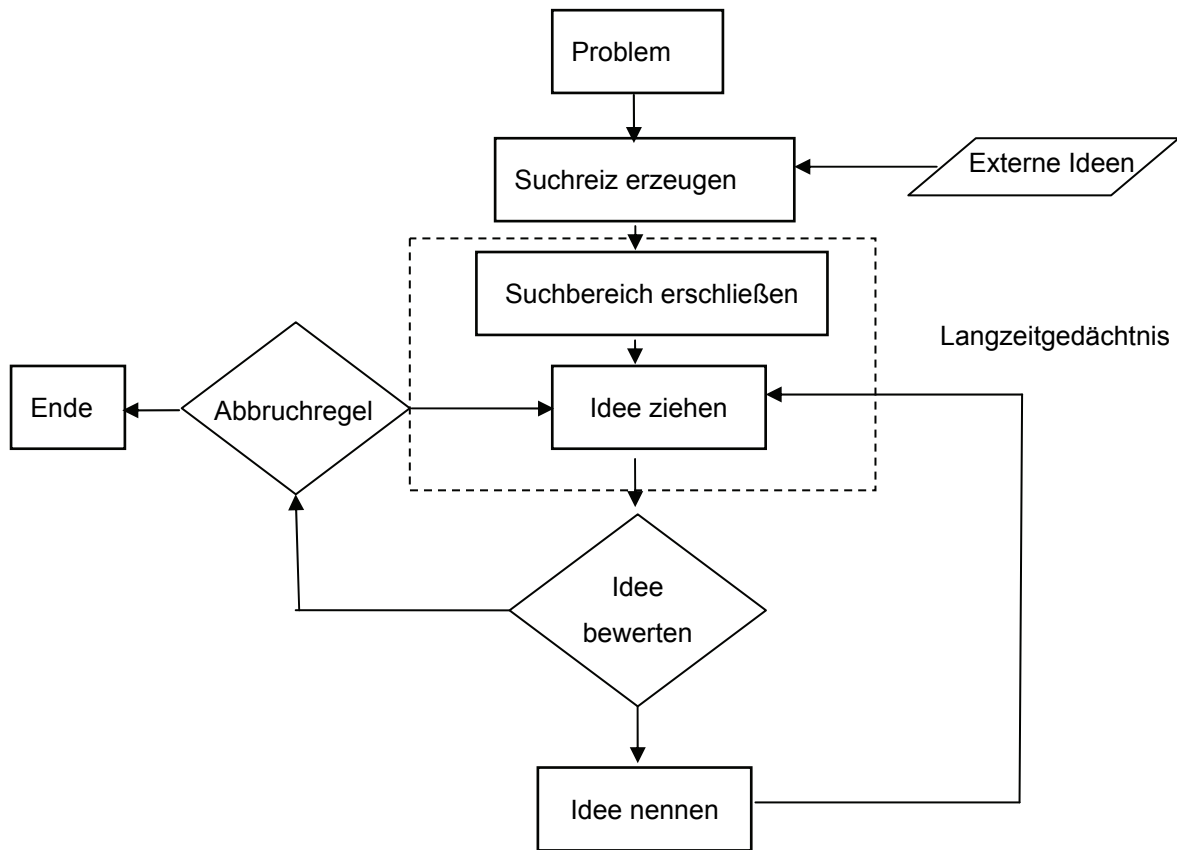 Problem
Externe Ideen
Suchreiz erzeugen
Suchbereich erschließen
Langzeitgedächtnis
Ende
Abbruchregel
Idee ziehen
Idee
bewerten
Idee nennen